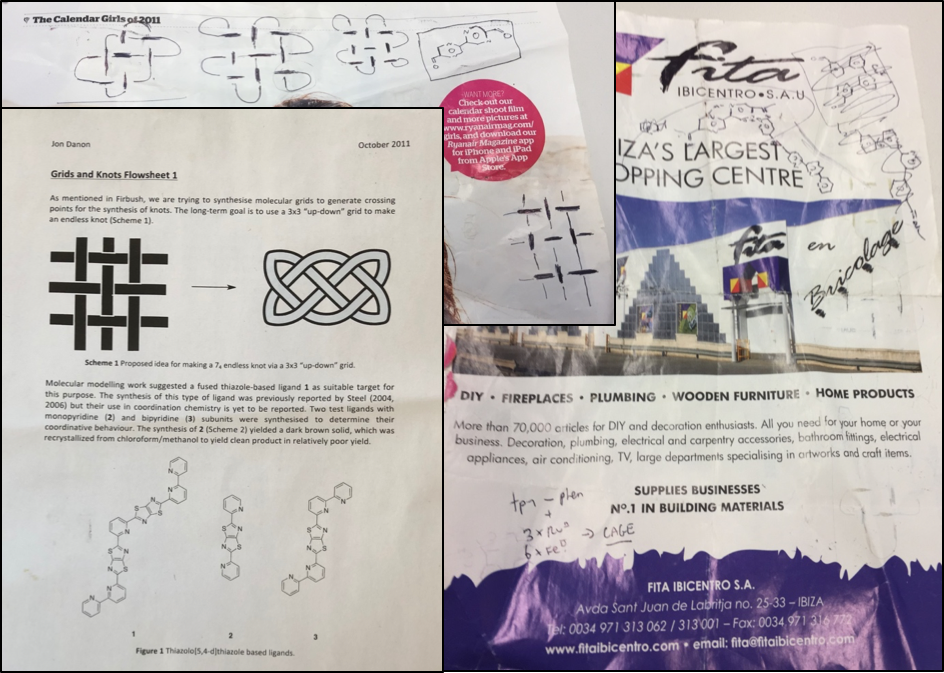 The Calendar Girls of 2011
WANT MORE?
Check out our
calendar shoot film
and more pictures at
www.ryanairmag.com/
girls, and download our
Ryanair Magazine app
for iPhone and iPad
from Apple's App
Store.
Jon Danon October 2011
Grids and Knots Flowsheet 1
As mentioned in Firbush, we are trying to synthesise molecular grids to generate crossing
points for the synthesis of knots. The long-term goal is to use a 3x3 "up-down" grid to make
an endless knot (Scheme 1).
Scheme 1 Proposed idea for making a 7₄ endless knot via a 3x3 "up-down" grid.
Molecular modelling work suggested a fused thiazole-based ligand 1 as suitable target for
this purpose. The synthesis of this type of ligand was previously reported by Steel (2004,
2006) but their use in coordination chemistry is yet to be reported. Two test ligands with
monopyridine (2) and bipyridine (3) subunits were synthesised to determine their
coordinative behaviour. The synthesis of 2 (Scheme 2) yielded a dark brown solid, which was
recrystallized from chloroform/methanol to yield clean product in relatively poor yield.
1 2 3
Figure 1 Thiazolo[5,4-d]thiazole based ligands.
fita
IBICENTRO•S.A.U.
IZA'S LARGEST
OPPING CENTRE
fita
en
Bricolage
DIY • FIREPLACES • PLUMBING • WOODEN FURNITURE • HOME PRODUCTS
More than 70,000 articles for DIY and decoration enthusiasts. All you need for your home or your
business. Decoration, plumbing, electrical and carpentry accessories, bathroom fittings, electrical
appliances, air conditioning, TV, large departments specialising in artworks and craft items.
SUPPLIES BUSINESSES
Nº.1 IN BUILDING MATERIALS
+
→ CAGE
FITA IBICENTRO S.A.
Avda Sant Juan de Labritja no. 25-33 – IBIZA
Tel: 0034 971 313 062 / 313 001 – Fax: 0034 971 316 772
www.fitaibicentro.com • email: fita@fitaibicentro.com